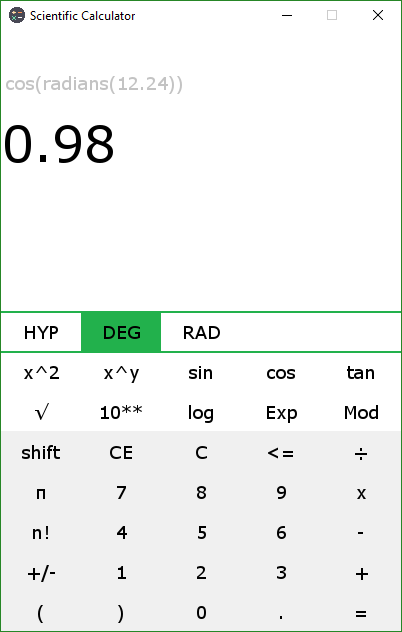 Scientific Calculator
cos(radians(12.24))
0.98
HYP DEG RAD
x^2 x^y sin cos tan
√ 10** log Exp Mod
shift CE C <= ÷
п 7 8 9 x
n! 4 5 6 -
+/- 1 2 3 +
( ) 0 . =